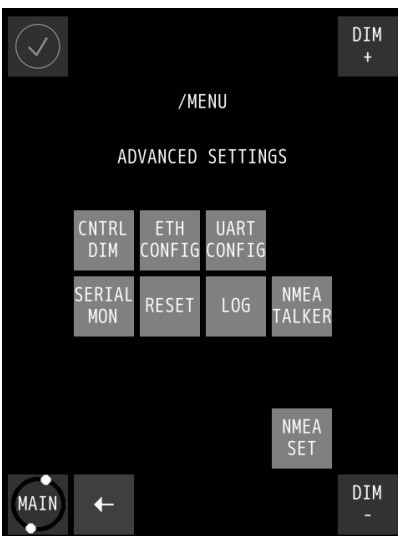 DIM
+
/MENU
ADVANCED SETTINGS
CNTRL
DIM
ETH
CONFIG
UART
CONFIG
SERIAL
MON
RESET
LOG
NMEA
TALKER
NMEA
SET
MAIN
←
DIM
-